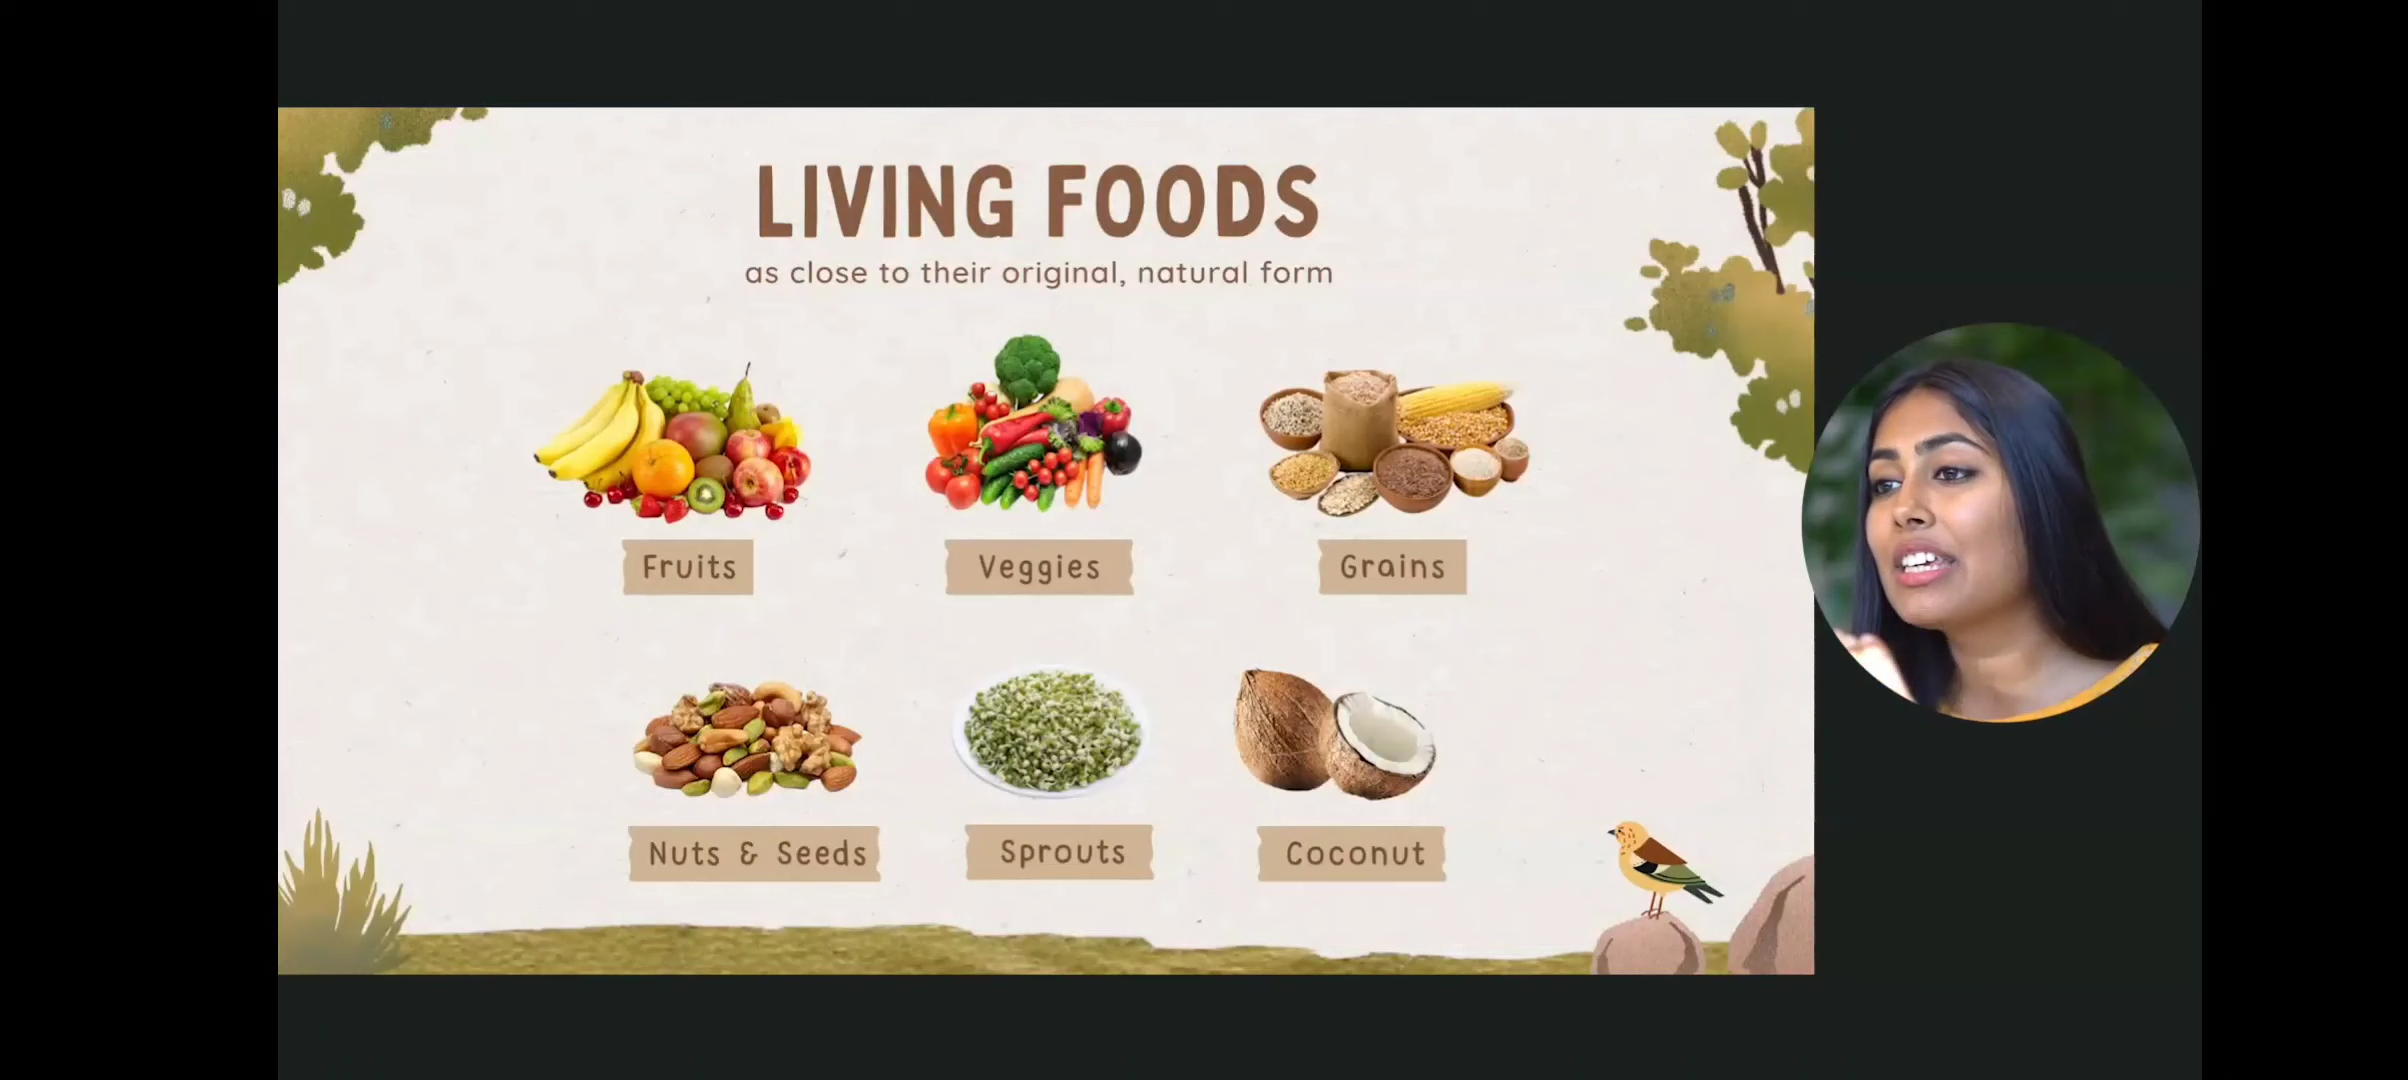 LIVING FOODS
as close to their original, natural form
Fruits
Veggies
Grains
Nuts & Seeds
Sprouts
Coconut